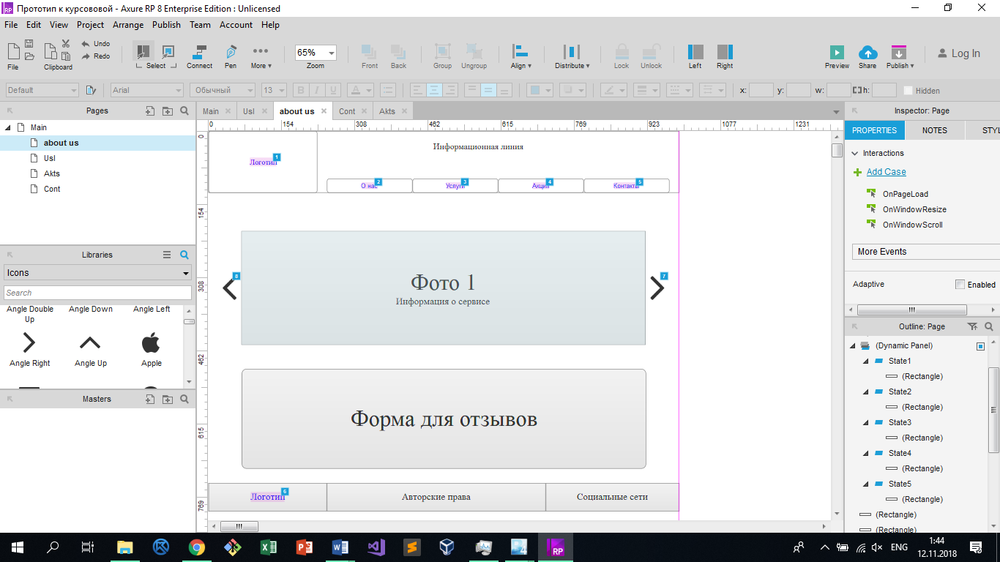 Прототип к курсововой - Axure RP 8 Enterprise Edition : Unlicensed
File Edit View Project Arrange Publish Team Account Help
Undo
Redo
65%
Log In
File Clipboard Select Connect Pen More Zoom Front Back Group Ungroup Align Distribute Lock Unlock Left Right Preview Share Publish
Default Arial Обычный 13 B I U A x: y: w: h: Hidden
Pages
Main
about us
Usl
Akts
Cont
Libraries
Icons
Search
Angle Double Up
Angle Down
Angle Left
Angle Right
Angle Up
Apple
Masters
Main Usl about us Cont Akts
0 154 308 462 615 769 923 1077 1231
0
154
308
462
615
769
Информационная линия
Логотип 1
О нас 2
Услуги 3
Акции 4
Контакты 5
8
7
Фото 1
Информация о сервисе
Форма для отзывов
Логотип 6
Авторские права
Социальные сети
Inspector: Page
PROPERTIES NOTES STYL
Interactions
Add Case
OnPageLoad
OnWindowResize
OnWindowScroll
More Events
Adaptive Enabled
Outline: Page
(Dynamic Panel)
State1
(Rectangle)
State2
(Rectangle)
State3
(Rectangle)
State4
(Rectangle)
State5
(Rectangle)
(Rectangle)
(Rectangle)
RP
ENG
1:44
12.11.2018